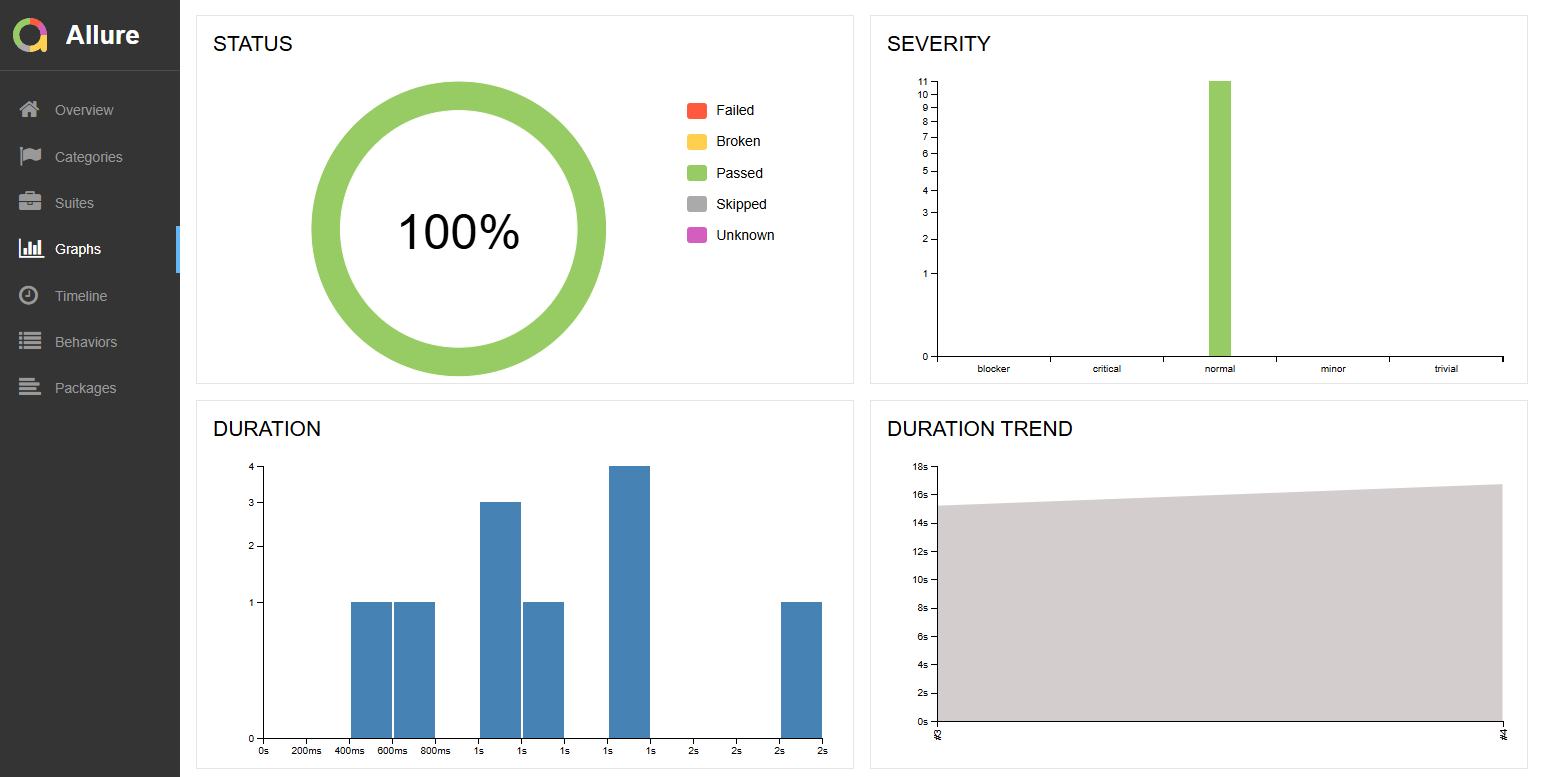 Allure
Overview
Categories
Suites
Graphs
Timeline
Behaviors
Packages
STATUS
100%
Failed
Broken
Passed
Skipped
Unknown
SEVERITY
11
10
9
8
7
6
5
4
3
2
1
0
blocker critical normal minor trivial
DURATION
4
3
2
1
0
0s 200ms 400ms 600ms 800ms 1s 1s 1s 1s 1s 2s 2s 2s 2s
DURATION TREND
18s
16s
14s
12s
10s
8s
6s
4s
2s
0s
#3 #4